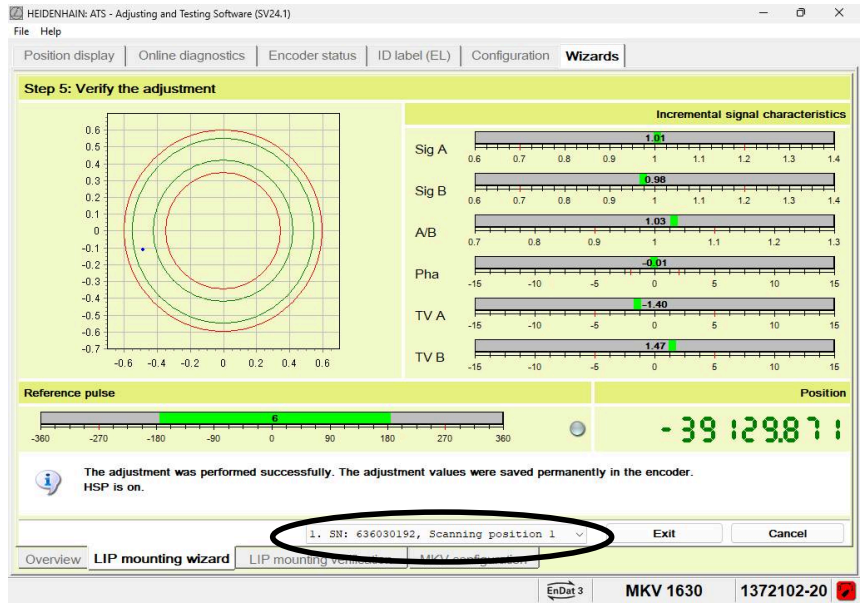 HEIDENHAIN: ATS - Adjusting and Testing Software (SV24.1)
File Help
Position display Online diagnostics Encoder status ID label (EL) Configuration Wizards
Step 5: Verify the adjustment
Incremental signal characteristics
0.6
0.5
0.4
0.3
0.2
0.1
0
-0.1
-0.2
-0.3
-0.4
-0.5
-0.6
-0.7
-0.6 -0.4 -0.2 0 0.2 0.4 0.6
Sig A
1.01
0.6 0.7 0.8 0.9 1 1.1 1.2 1.3 1.4
Sig B
0.98
0.6 0.7 0.8 0.9 1 1.1 1.2 1.3 1.4
A/B
1.03
0.7 0.8 0.9 1 1.1 1.2 1.3
Pha
-0.01
-15 -10 -5 0 5 10 15
TV A
-1.40
-15 -10 -5 0 5 10 15
TV B
1.47
-15 -10 -5 0 5 10 15
Reference pulse
Position
6
-360 -270 -180 -90 0 90 180 270 360
-39129.871
The adjustment was performed successfully. The adjustment values were saved permanently in the encoder.
HSP is on.
1. SN: 636030192, Scanning position 1
Exit Cancel
Overview LIP mounting wizard LIP mounting verification MKV configuration
EnDat 3 MKV 1630 1372102-20